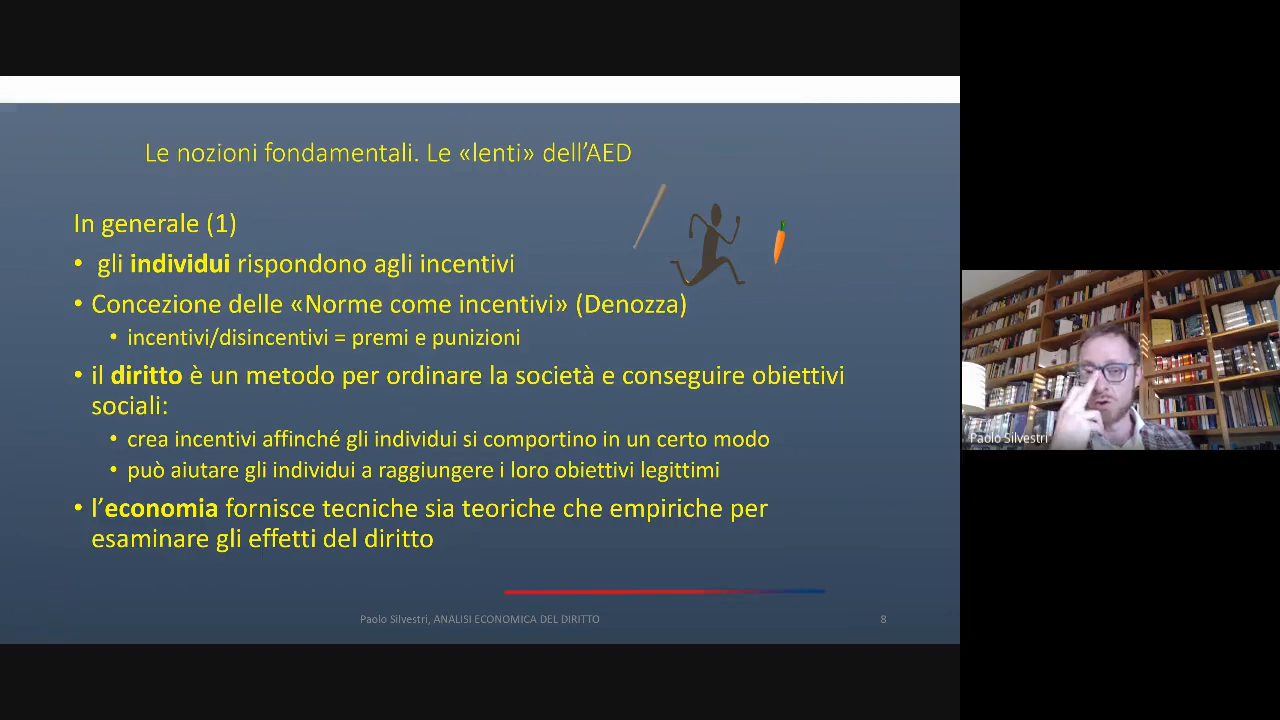 Le nozioni fondamentali. Le «lenti» dell’AED
In generale (1)
• gli individui rispondono agli incentivi
• Concezione delle «Norme come incentivi» (Denozza)
• incentivi/disincentivi = premi e punizioni
• il diritto è un metodo per ordinare la società e conseguire obiettivi
sociali:
• crea incentivi affinché gli individui si comportino in un certo modo
• può aiutare gli individui a raggiungere i loro obiettivi legittimi
• l’economia fornisce tecniche sia teoriche che empiriche per
esaminare gli effetti del diritto
Paolo Silvestri, ANALISI ECONOMICA DEL DIRITTO
8
Paolo Silvestri